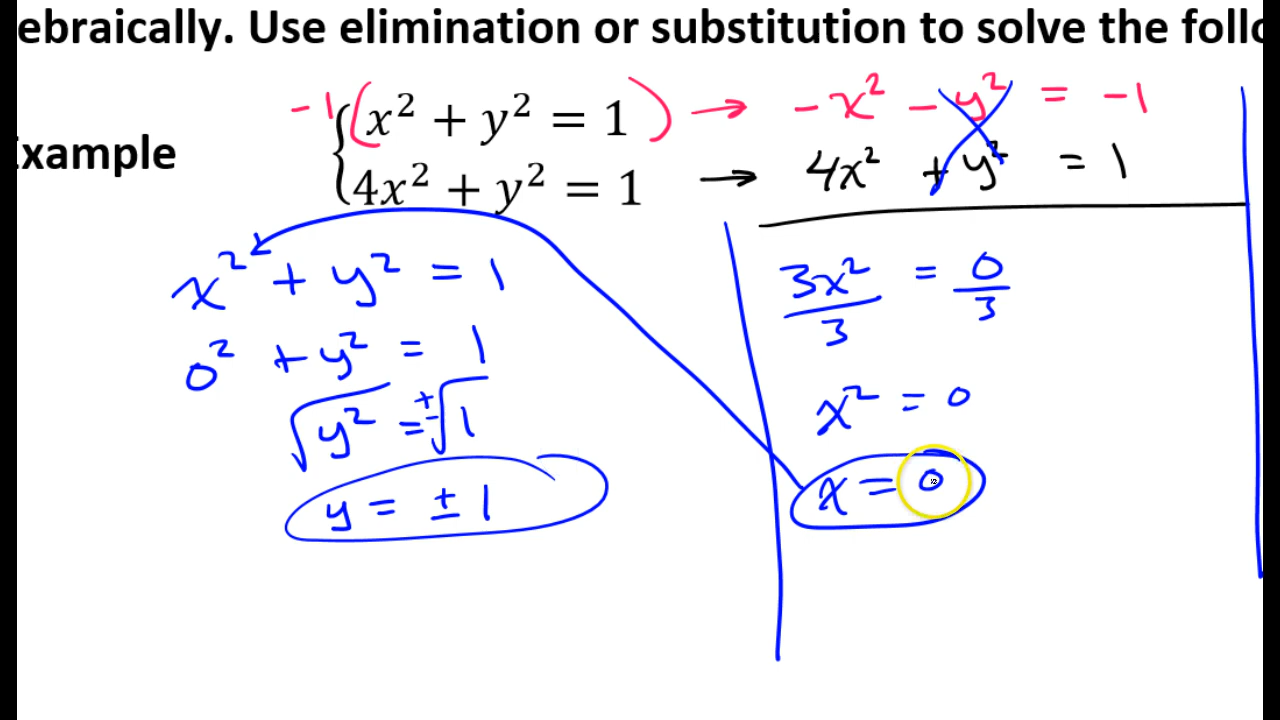 ebraically. Use elimination or substitution to solve the follo
-1( x² + y² = 1 ) → -x² - y² = -1
Example
4x² + y² = 1 → 4x² + y² = 1
x² + y² = 1
0² + y² = 1
√y² = ±√1
y = ± 1
3x²/3 = 0/3
x² = 0
x = 0